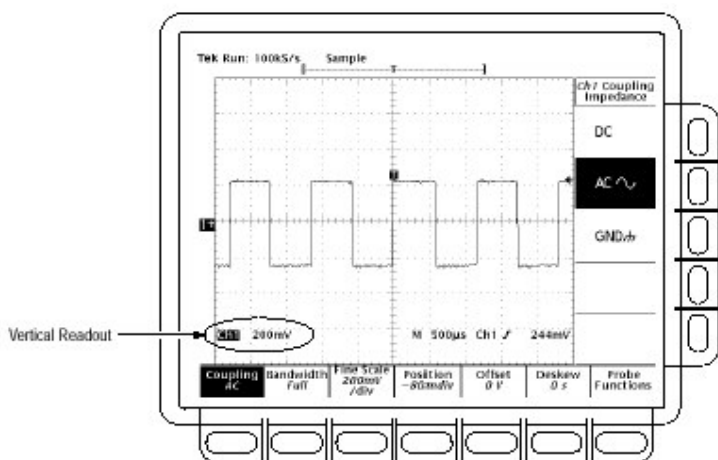 Tek Run: 100kS/s Sample
T
Ch1 Coupling
Impedance
DC
AC
GND
Vertical Readout
Ch1 200mV M 500µs Ch1 244mV
Coupling
AC
Bandwidth
Full
Fine Scale
200mV
/div
Position
-80mdiv
Offset
0 V
Deskew
0 s
Probe
Functions